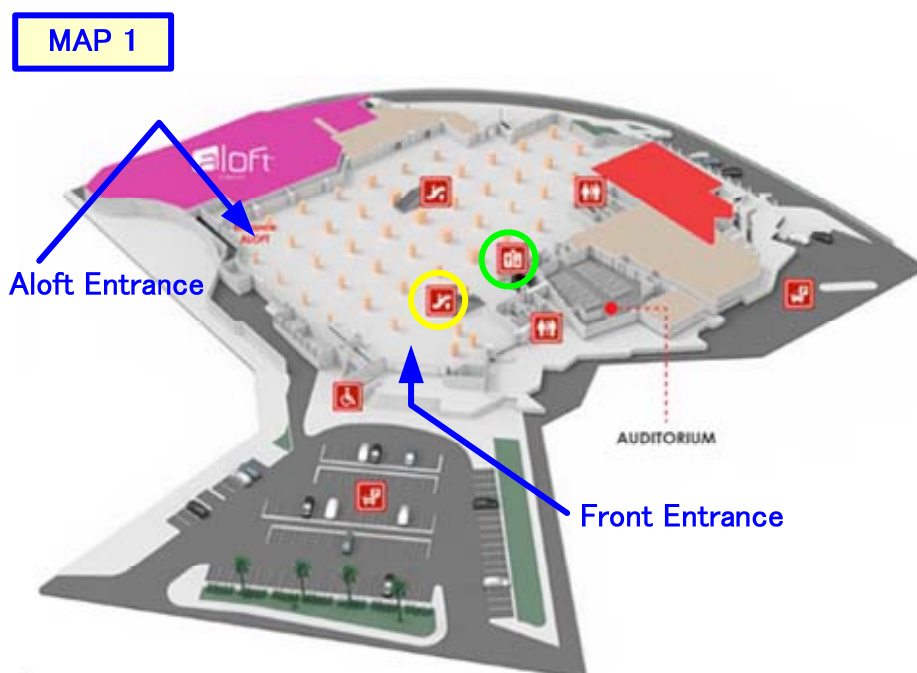 MAP 1
aloft
ALOFT
Aloft Entrance
AUDITORIUM
Front Entrance